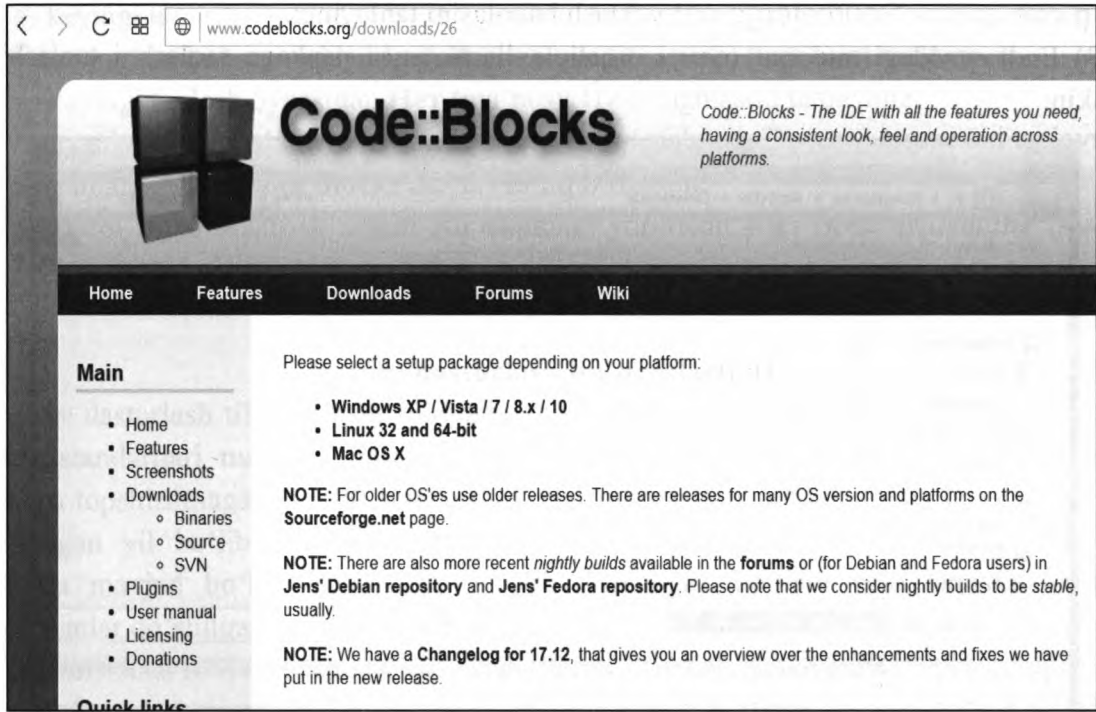 www.codeblocks.org/downloads/26
Code::Blocks
Code::Blocks - The IDE with all the features you need,
having a consistent look, feel and operation across
platforms.
Home Features Downloads Forums Wiki
Main
• Home
• Features
• Screenshots
• Downloads
◦ Binaries
◦ Source
◦ SVN
• Plugins
• User manual
• Licensing
• Donations
Quick links
Please select a setup package depending on your platform:
• Windows XP / Vista / 7 / 8.x / 10
• Linux 32 and 64-bit
• Mac OS X
NOTE: For older OS'es use older releases. There are releases for many OS version and platforms on the
Sourceforge.net page.
NOTE: There are also more recent nightly builds available in the forums or (for Debian and Fedora users) in
Jens' Debian repository and Jens' Fedora repository. Please note that we consider nightly builds to be stable,
usually.
NOTE: We have a Changelog for 17.12, that gives you an overview over the enhancements and fixes we have
put in the new release.